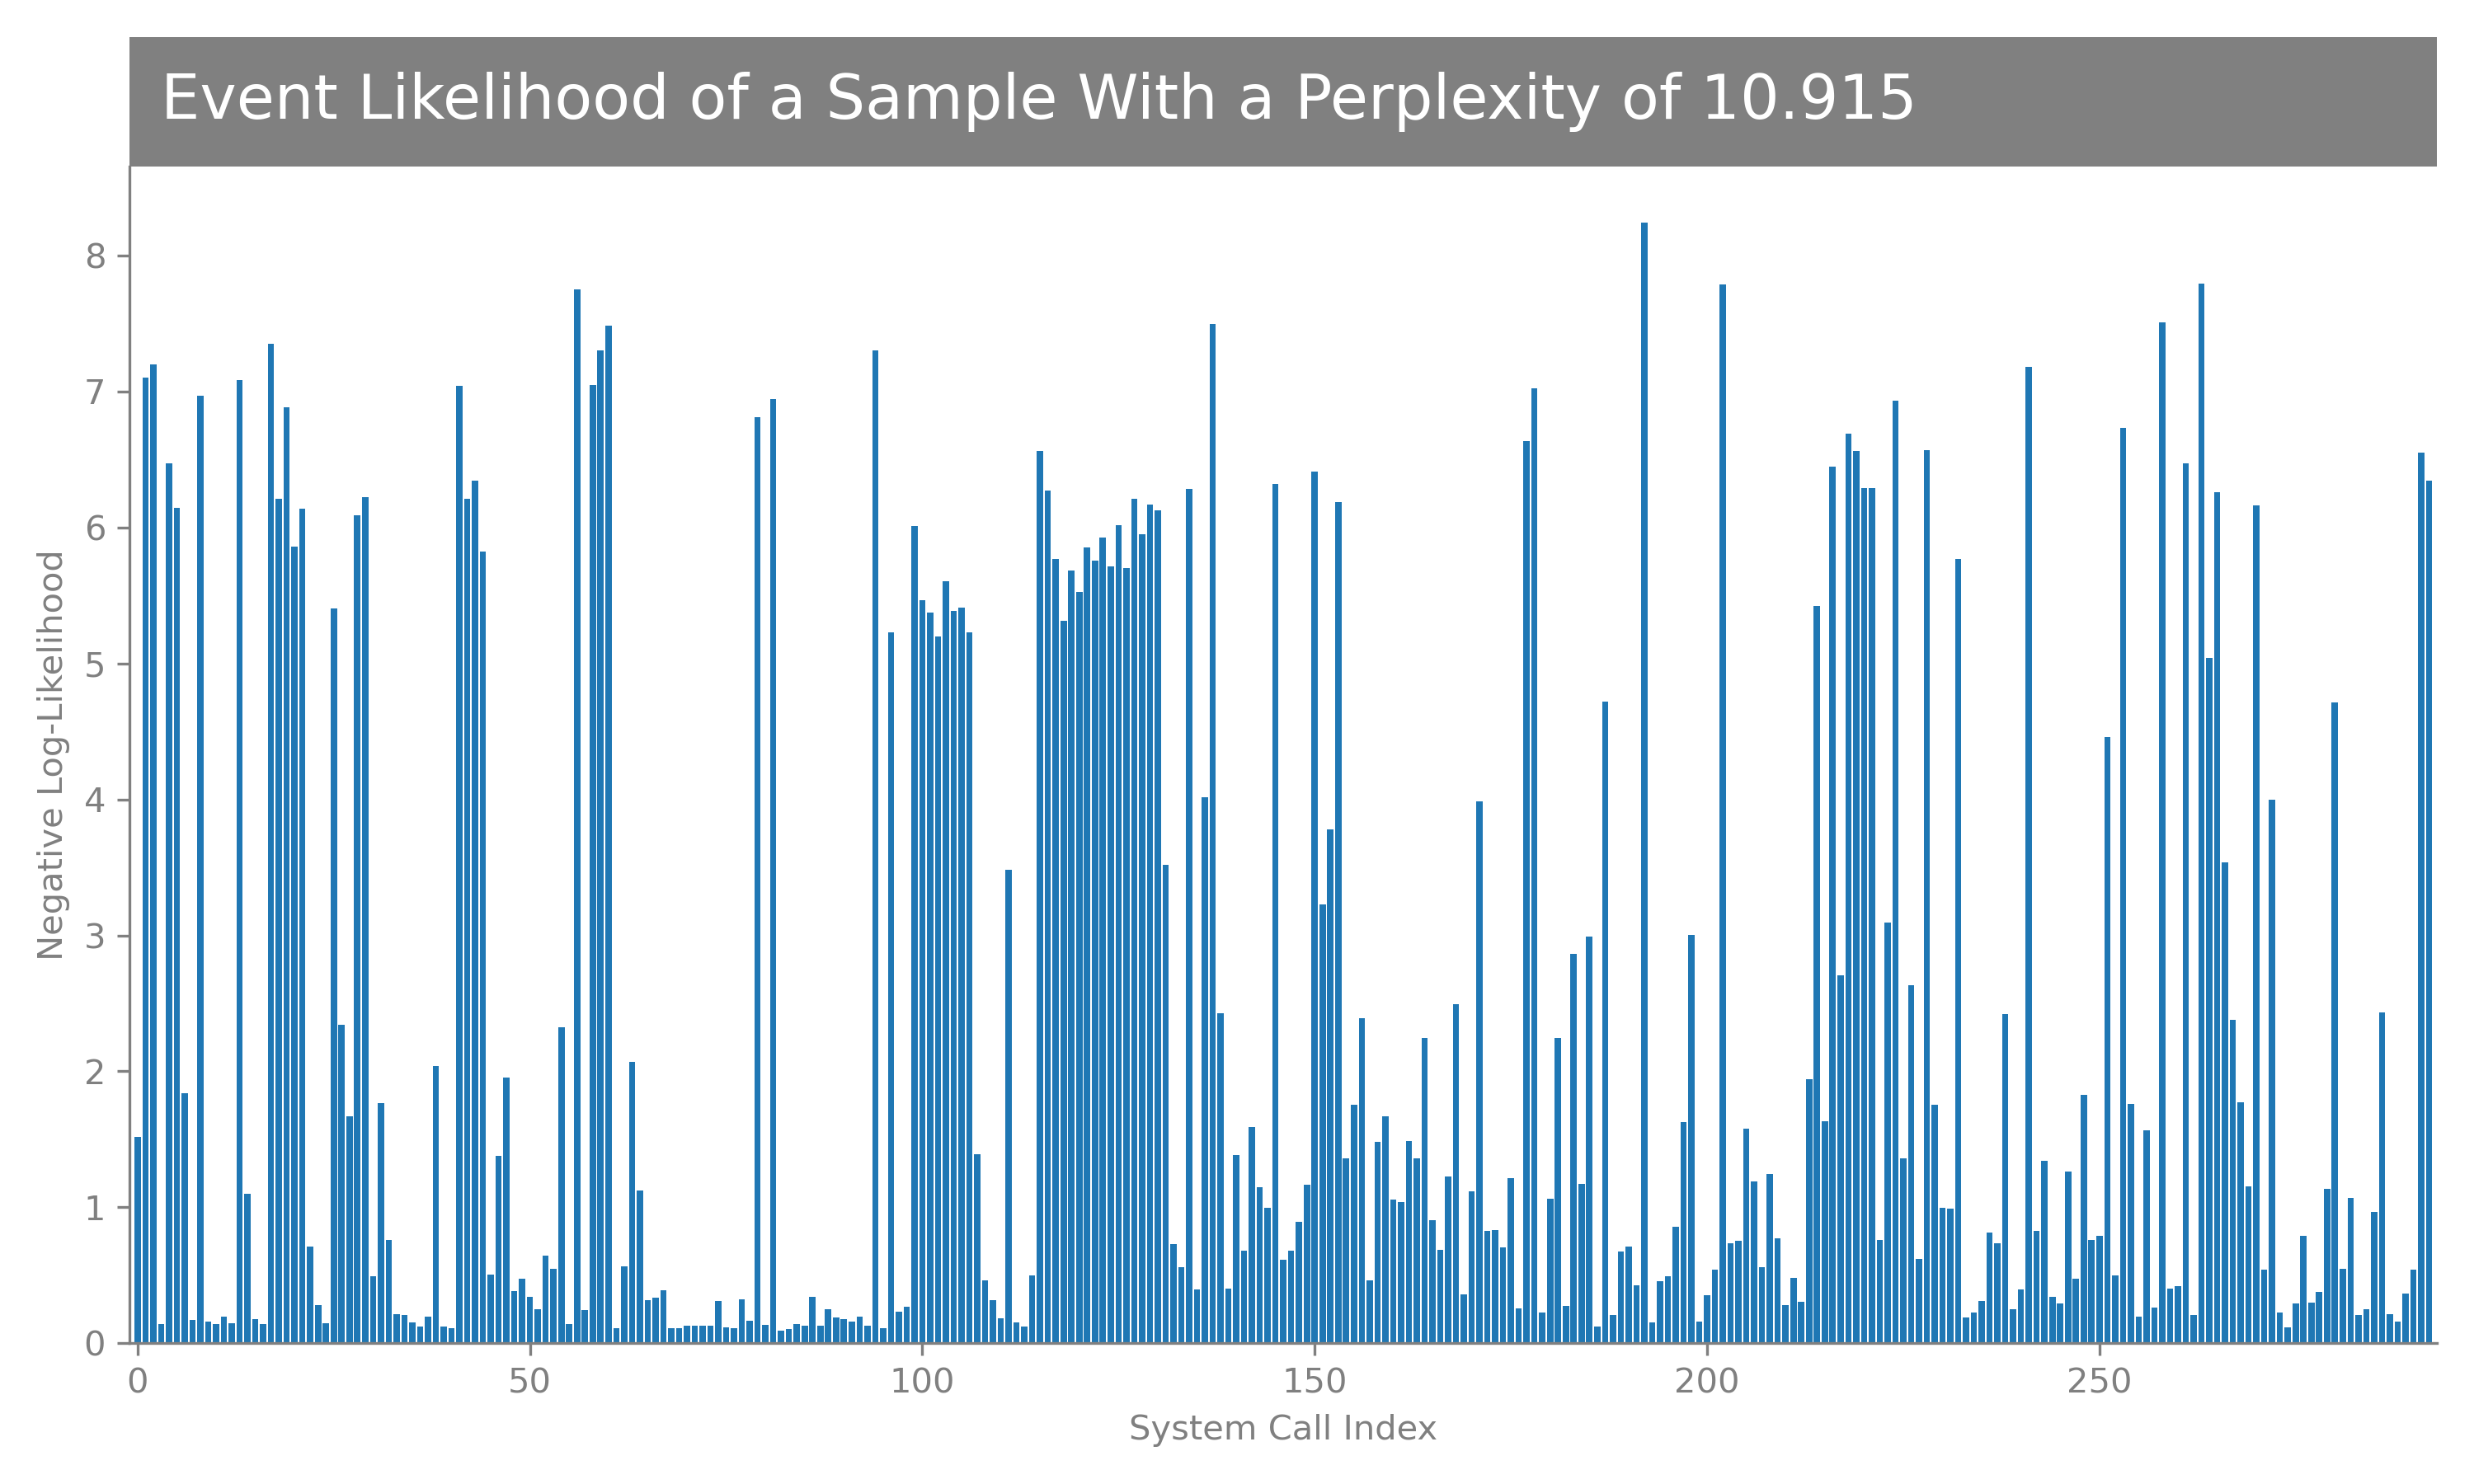 Event Likelihood of a Sample With a Perplexity of 10.915
Negative Log-Likelihood
8
7
6
5
4
3
2
1
0
0 50 100 150 200 250
System Call Index